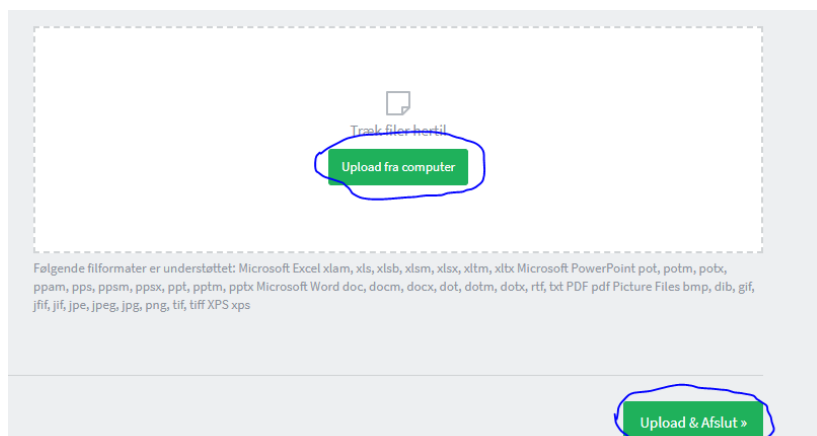 Træk filer hertil
Upload fra computer
Følgende filformater er understøttet: Microsoft Excel xlam, xls, xlsb, xlsm, xlsx, xltm, xltx Microsoft PowerPoint pot, potm, potx,
ppam, pps, ppsm, ppsx, ppt, pptm, pptx Microsoft Word doc, docm, docx, dot, dotm, dotx, rtf, txt PDF pdf Picture Files bmp, dib, gif,
jfif, jif, jpe, jpeg, jpg, png, tif, tiff XPS xps
Upload & Afslut »